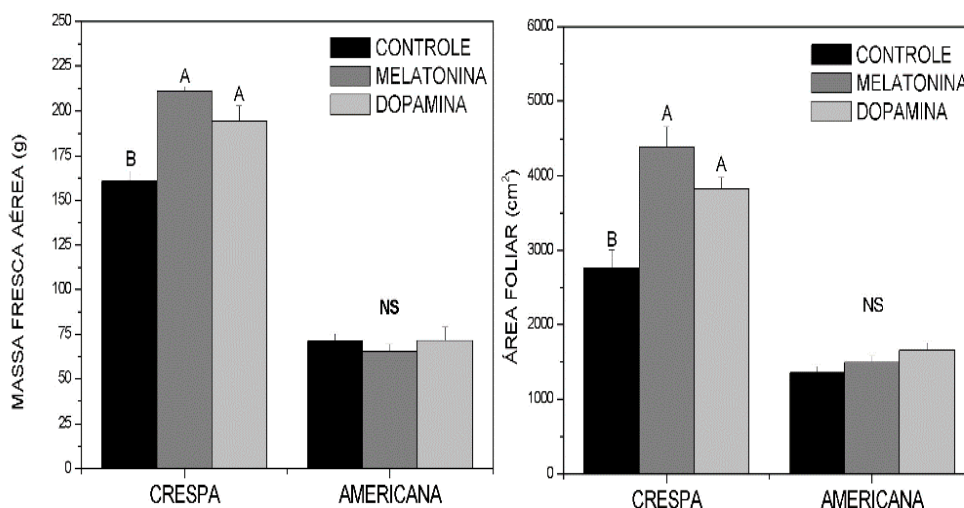 MASSA FRESCA AÉREA (g)
250
225
200
175
150
125
100
75
50
25
0
CONTROLE
MELATONINA
DOPAMINA
B
A
A
NS
CRESPA
AMERICANA
ÁREA FOLIAR (cm²)
6000
5000
4000
3000
2000
1000
0
CONTROLE
MELATONINA
DOPAMINA
B
A
A
NS
CRESPA
AMERICANA